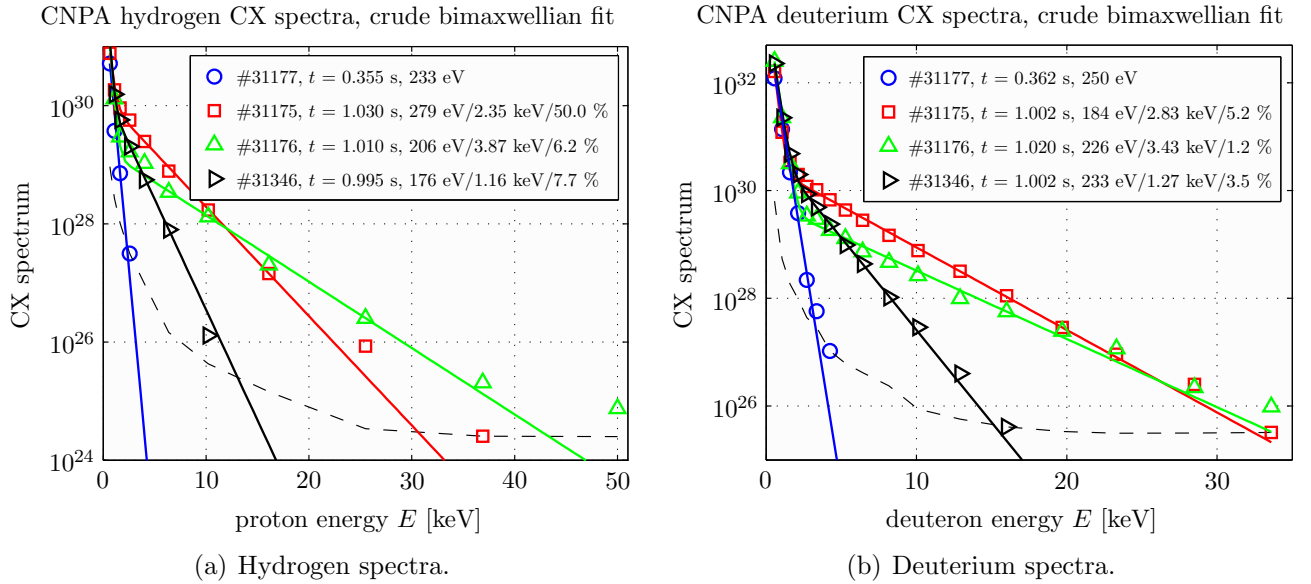 CNPA hydrogen CX spectra, crude bimaxwellian fit
#31177, t = 0.355 s, 233 eV
#31175, t = 1.030 s, 279 eV/2.35 keV/50.0 %
#31176, t = 1.010 s, 206 eV/3.87 keV/6.2 %
#31346, t = 0.995 s, 176 eV/1.16 keV/7.7 %
CX spectrum
10^30
10^28
10^26
10^24
0 10 20 30 40 50
proton energy E [keV]
(a) Hydrogen spectra.
CNPA deuterium CX spectra, crude bimaxwellian fit
#31177, t = 0.362 s, 250 eV
#31175, t = 1.002 s, 184 eV/2.83 keV/5.2 %
#31176, t = 1.020 s, 226 eV/3.43 keV/1.2 %
#31346, t = 1.002 s, 233 eV/1.27 keV/3.5 %
CX spectrum
10^32
10^30
10^28
10^26
0 10 20 30
deuteron energy E [keV]
(b) Deuterium spectra.